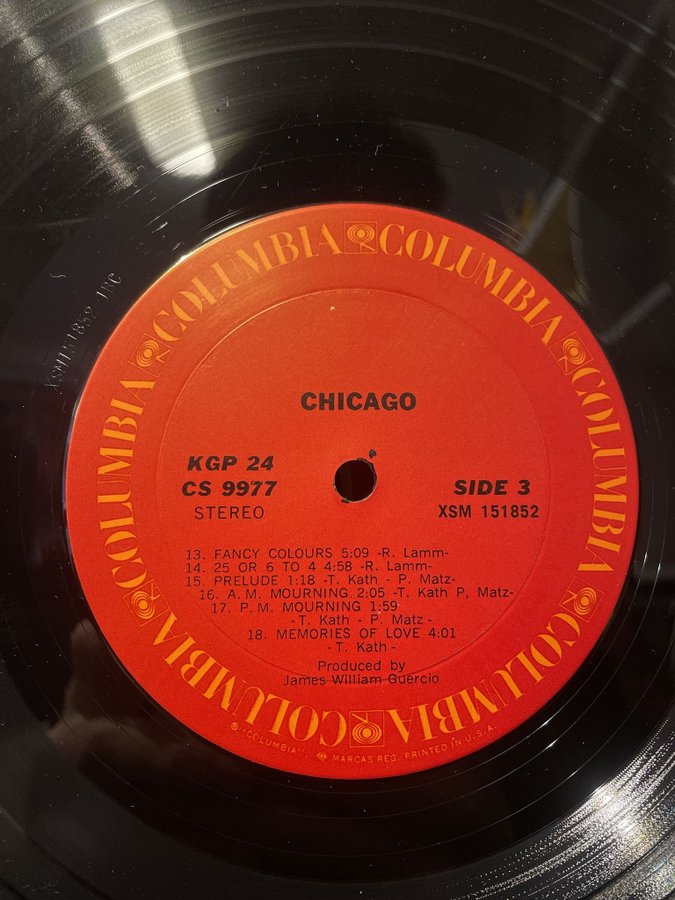 COLUMBIA COLUMBIA COLUMBIA COLUMBIA COLUMBIA COLUMBIA
CHICAGO
KGP 24
CS 9977
STEREO
SIDE 3
XSM 151852
13. FANCY COLOURS 5:09 -R. Lamm-
14. 25 OR 6 TO 4 4:58 -R. Lamm-
15. PRELUDE 1:18 -T. Kath - P. Matz-
16. A.M. MOURNING 2:05 -T. Kath P, Matz-
17. P.M. MOURNING 1:59
-T. Kath - P. Matz-
18. MEMORIES OF LOVE 4:01
-T. Kath-
Produced by
James William Guercio
® "COLUMBIA", ® MARCAS REG. PRINTED IN U.S.A.